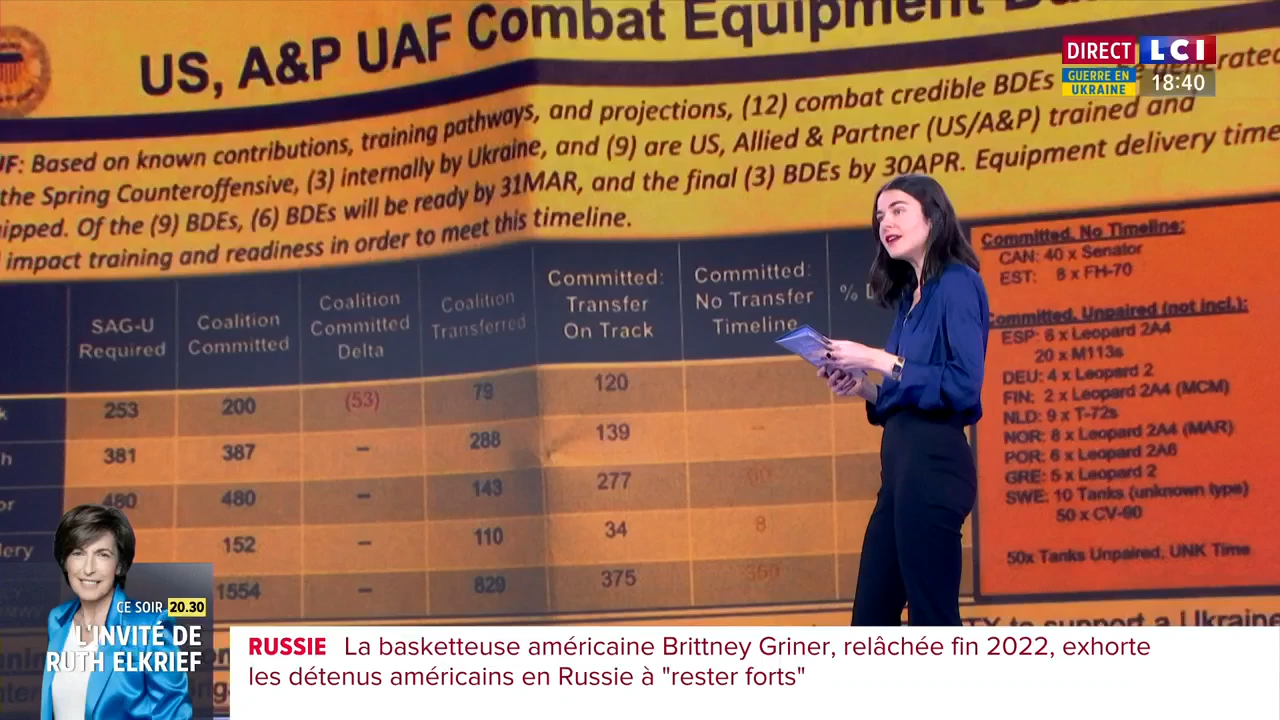 US, A&P UAF Combat Equipment
DIRECT LCI
GUERRE EN
UKRAINE
18:40
UF: Based on known contributions, training pathways, and projections, (12) combat credible BDEs be generated
the Spring Counteroffensive, (3) internally by Ukraine, and (9) are US, Allied & Partner (US/A&P) trained and
ipped. Of the (9) BDEs, (6) BDEs will be ready by 31MAR, and the final (3) BDEs by 30APR. Equipment delivery time
impact training and readiness in order to meet this timeline.
SAG-U
Required
Coalition
Committed
Coalition
Committed
Delta
Coalition
Transferred
Committed:
Transfer
On Track
Committed:
No Transfer
Timeline
%
253 200 (53) 79 120
381 387 – 288 139 –
480 480 – 143 277 60
lery 152 – 110 34 8
1554 – 829 375 360
Committed, No Timeline:
CAN: 40 x Senator
EST: 8 x FH-70
Committed, Unpaired (not incl.):
ESP: 6 x Leopard 2A4
20 x M113s
DEU: 4 x Leopard 2
FIN: 2 x Leopard 2A4 (MCM)
NLD: 9 x T-72s
NOR: 8 x Leopard 2A4 (MAR)
POR: 6 x Leopard 2A6
GRE: 5 x Leopard 2
SWE: 10 Tanks (unknown type)
50 x CV-90
50x Tanks Unpaired, UNK Time
to support a Ukraine
CE SOIR 20.30
L'INVITÉ DE
RUTH ELKRIEF
RUSSIE La basketteuse américaine Brittney Griner, relâchée fin 2022, exhorte
les détenus américains en Russie à "rester forts"